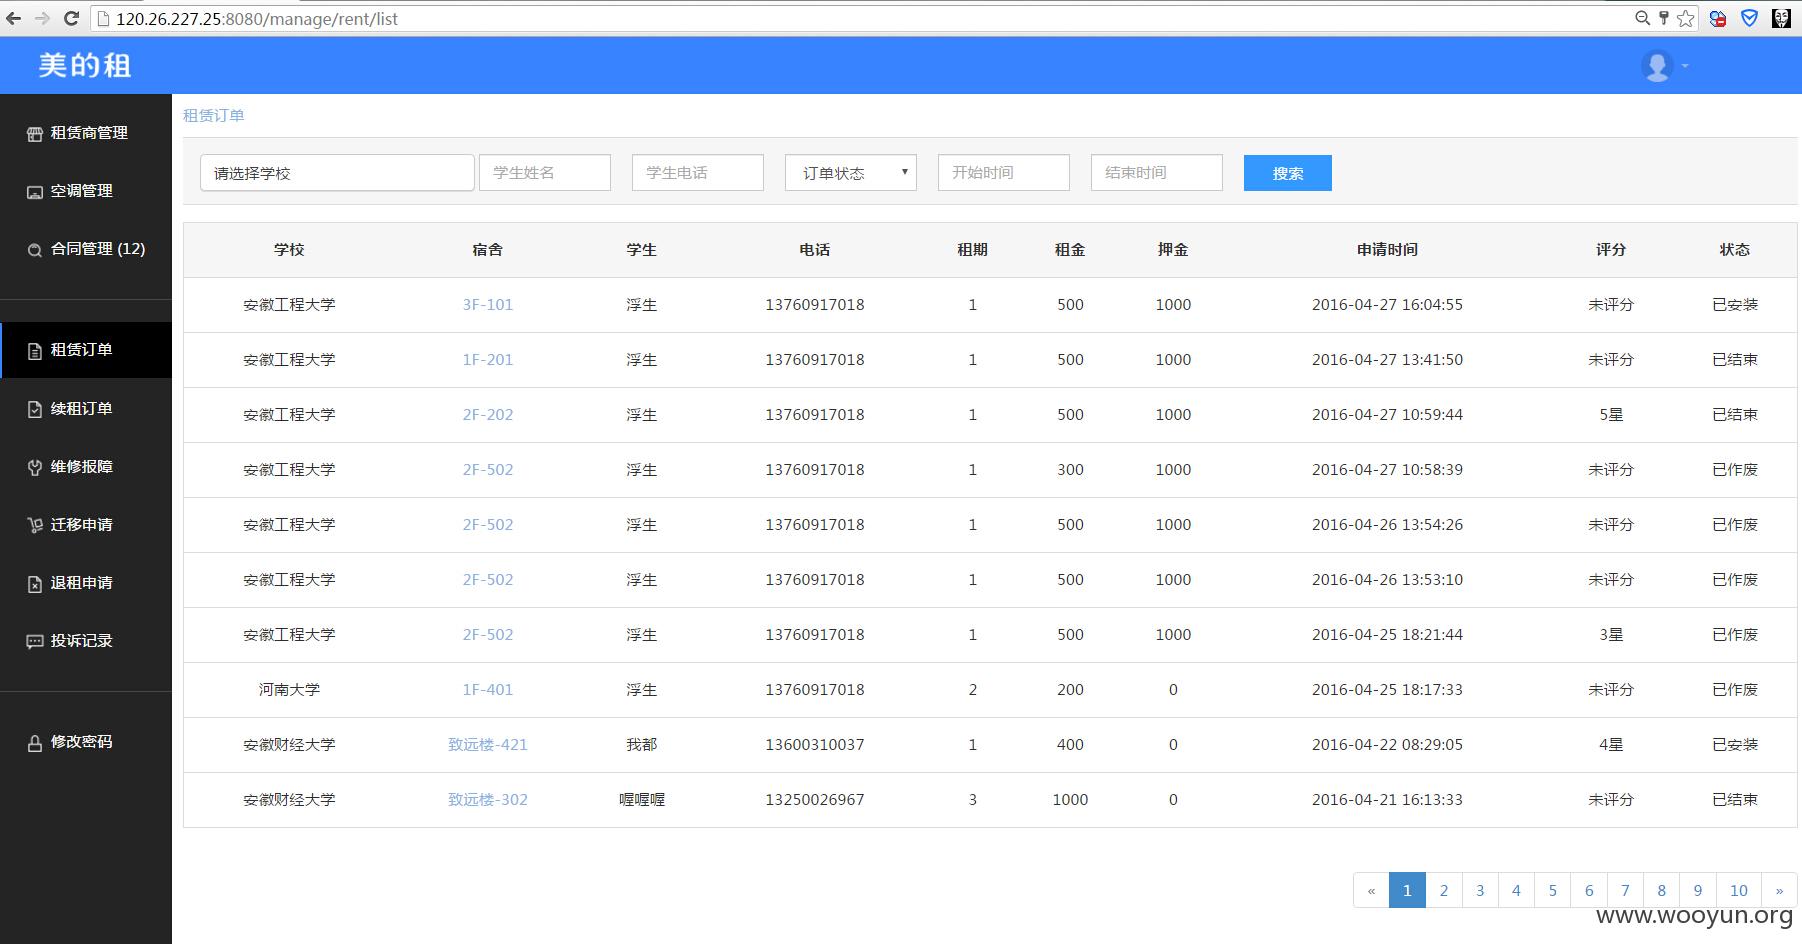 120.26.227.25:8080/manage/rent/list
美的租
租赁商管理
空调管理
合同管理 (12)
租赁订单
续租订单
维修报障
迁移申请
退租申请
投诉记录
修改密码
租赁订单
请选择学校 学生姓名 学生电话 订单状态 开始时间 结束时间 搜索
学校 宿舍 学生 电话 租期 租金 押金 申请时间 评分 状态
安徽工程大学 3F-101 浮生 13760917018 1 500 1000 2016-04-27 16:04:55 未评分 已安装
安徽工程大学 1F-201 浮生 13760917018 1 500 1000 2016-04-27 13:41:50 未评分 已结束
安徽工程大学 2F-202 浮生 13760917018 1 500 1000 2016-04-27 10:59:44 5星 已结束
安徽工程大学 2F-502 浮生 13760917018 1 300 1000 2016-04-27 10:58:39 未评分 已作废
安徽工程大学 2F-502 浮生 13760917018 1 500 1000 2016-04-26 13:54:26 未评分 已作废
安徽工程大学 2F-502 浮生 13760917018 1 500 1000 2016-04-26 13:53:10 未评分 已作废
安徽工程大学 2F-502 浮生 13760917018 1 500 1000 2016-04-25 18:21:44 3星 已作废
河南大学 1F-401 浮生 13760917018 2 200 0 2016-04-25 18:17:33 未评分 已作废
安徽财经大学 致远楼-421 我都 13600310037 1 400 0 2016-04-22 08:29:05 4星 已安装
安徽财经大学 致远楼-302 喔喔喔 13250026967 3 1000 0 2016-04-21 16:13:33 未评分 已结束
« 1 2 3 4 5 6 7 8 9 10 »
www.wooyun.org